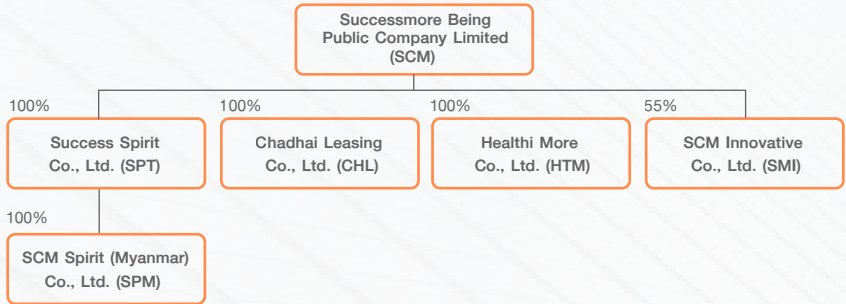 Successmore Being
Public Company Limited
(SCM)
100%
100%
100%
55%
Success Spirit
Co., Ltd. (SPT)
Chadhai Leasing
Co., Ltd. (CHL)
Healthi More
Co., Ltd. (HTM)
SCM Innovative
Co., Ltd. (SMI)
100%
SCM Spirit (Myanmar)
Co., Ltd. (SPM)